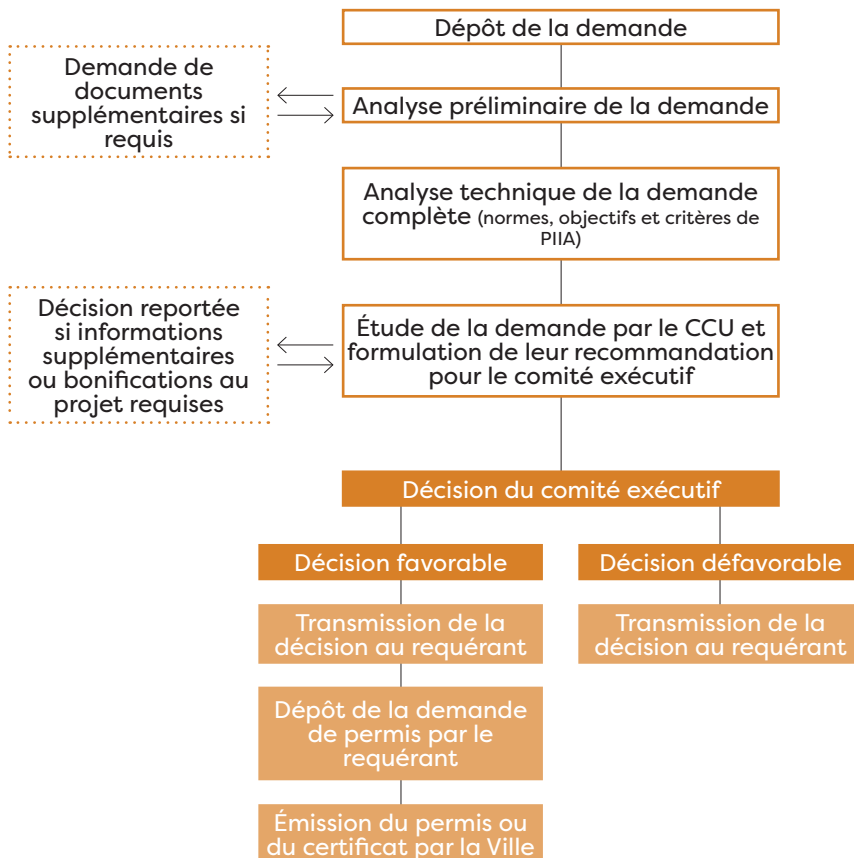 Dépôt de la demande
Demande de
documents
supplémentaires si
requis
Analyse préliminaire de la demande
Analyse technique de la demande
complète (normes, objectifs et critères de
PIIA)
Décision reportée
si informations
supplémentaires
ou bonifications au
projet requises
Étude de la demande par le CCU et
formulation de leur recommandation
pour le comité exécutif
Décision du comité exécutif
Décision favorable
Transmission de la
décision au requérant
Dépôt de la demande
de permis par le
requérant
Émission du permis ou
du certificat par la Ville
Décision défavorable
Transmission de la
décision au requérant